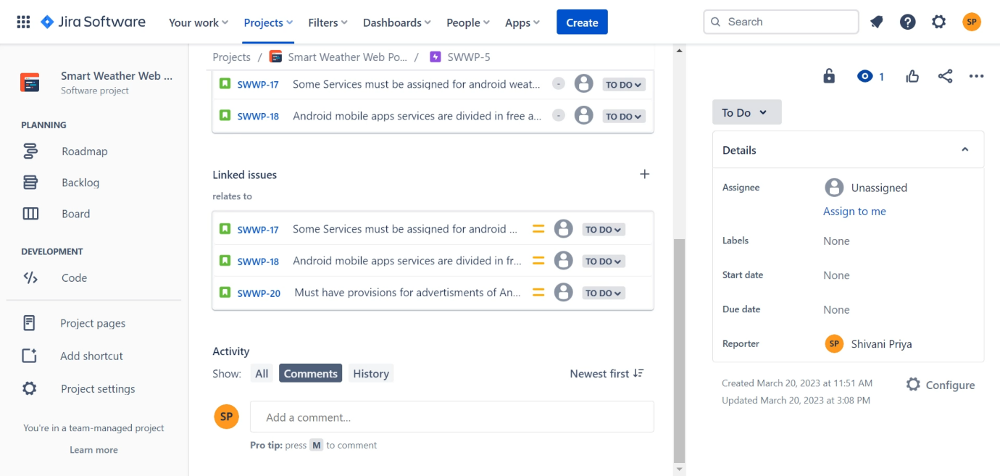 Jira Software
Your work
Projects
Filters
Dashboards
People
Apps
Create
Search
SP
Smart Weather Web ...
Software project
PLANNING
Roadmap
Backlog
Board
DEVELOPMENT
Code
Project pages
Add shortcut
Project settings
You're in a team-managed project
Learn more
Projects / Smart Weather Web Po... / SWWP-5
SWWP-17 Some Services must be assigned for android weat... - TO DO
SWWP-18 Android mobile apps services are divided in free a... - TO DO
Linked issues
relates to
SWWP-17 Some Services must be assigned for android ... TO DO
SWWP-18 Android mobile apps services are divided in fr... TO DO
SWWP-20 Must have provisions for advertisments of An... TO DO
Activity
Show: All Comments History Newest first
SP Add a comment...
Pro tip: press M to comment
1
To Do
Details
Assignee Unassigned
Assign to me
Labels None
Start date None
Due date None
Reporter SP Shivani Priya
Created March 20, 2023 at 11:51 AM
Updated March 20, 2023 at 3:08 PM
Configure